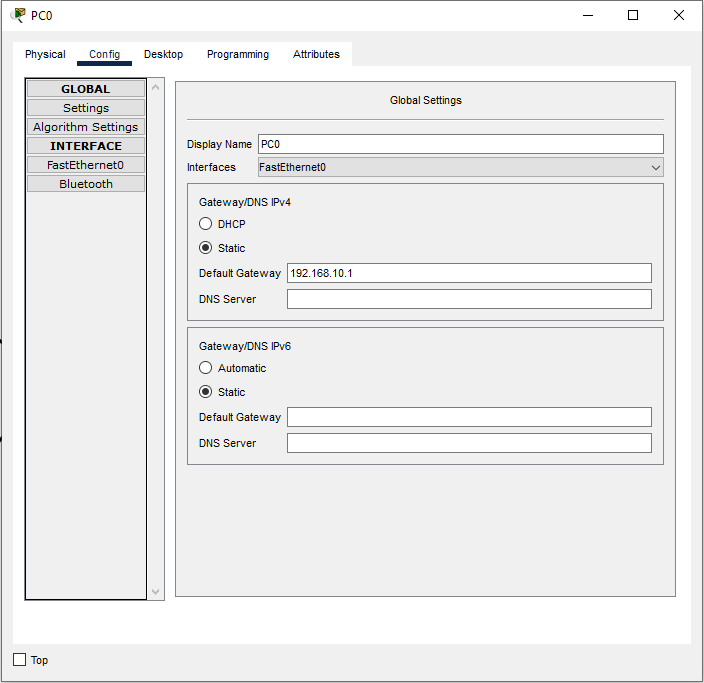 PC0
Physical Config Desktop Programming Attributes
GLOBAL
Settings
Algorithm Settings
INTERFACE
FastEthernet0
Bluetooth
Global Settings
Display Name PC0
Interfaces FastEthernet0
Gateway/DNS IPv4
DHCP
Static
Default Gateway 192.168.10.1
DNS Server
Gateway/DNS IPv6
Automatic
Static
Default Gateway
DNS Server
Top